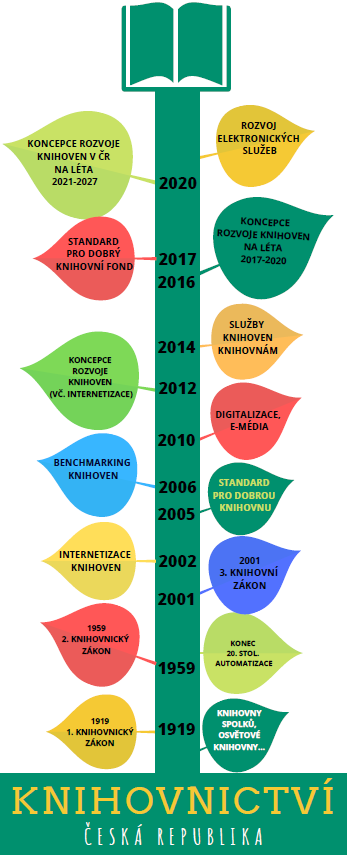 ROZVOJ
ELEKTRONICKÝCH
SLUŽEB
KONCEPCE ROZVOJE
KNIHOVEN V ČR
NA LÉTA
2021-2027
2020
KONCEPCE
ROZVOJE KNIHOVEN
NA LÉTA
2017-2020
STANDARD
PRO DOBRÝ
KNIHOVNÍ FOND
2017
2016
SLUŽBY
KNIHOVEN
KNIHOVNÁM
2014
KONCEPCE
ROZVOJE
KNIHOVEN
(VČ. INTERNETIZACE)
2012
DIGITALIZACE,
E-MÉDIA
2010
BENCHMARKING
KNIHOVEN
2006
STANDARD
PRO DOBROU
KNIHOVNU
2005
INTERNETIZACE
KNIHOVEN
2002
2001
3. KNIHOVNÍ
ZÁKON
2001
1959
2. KNIHOVNICKÝ
ZÁKON
KONEC
20. STOL.
AUTOMATIZACE
1959
1919
1. KNIHOVNICKÝ
ZÁKON
1919
KNIHOVNY
SPOLKŮ,
OSVĚTOVÉ
KNIHOVNY...
KNIHOVNICTVÍ
ČESKÁ REPUBLIKA